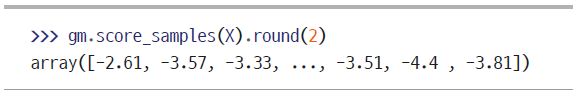 >>> gm.score_samples(X).round(2)
array([-2.61, -3.57, -3.33, ..., -3.51, -4.4 , -3.81])